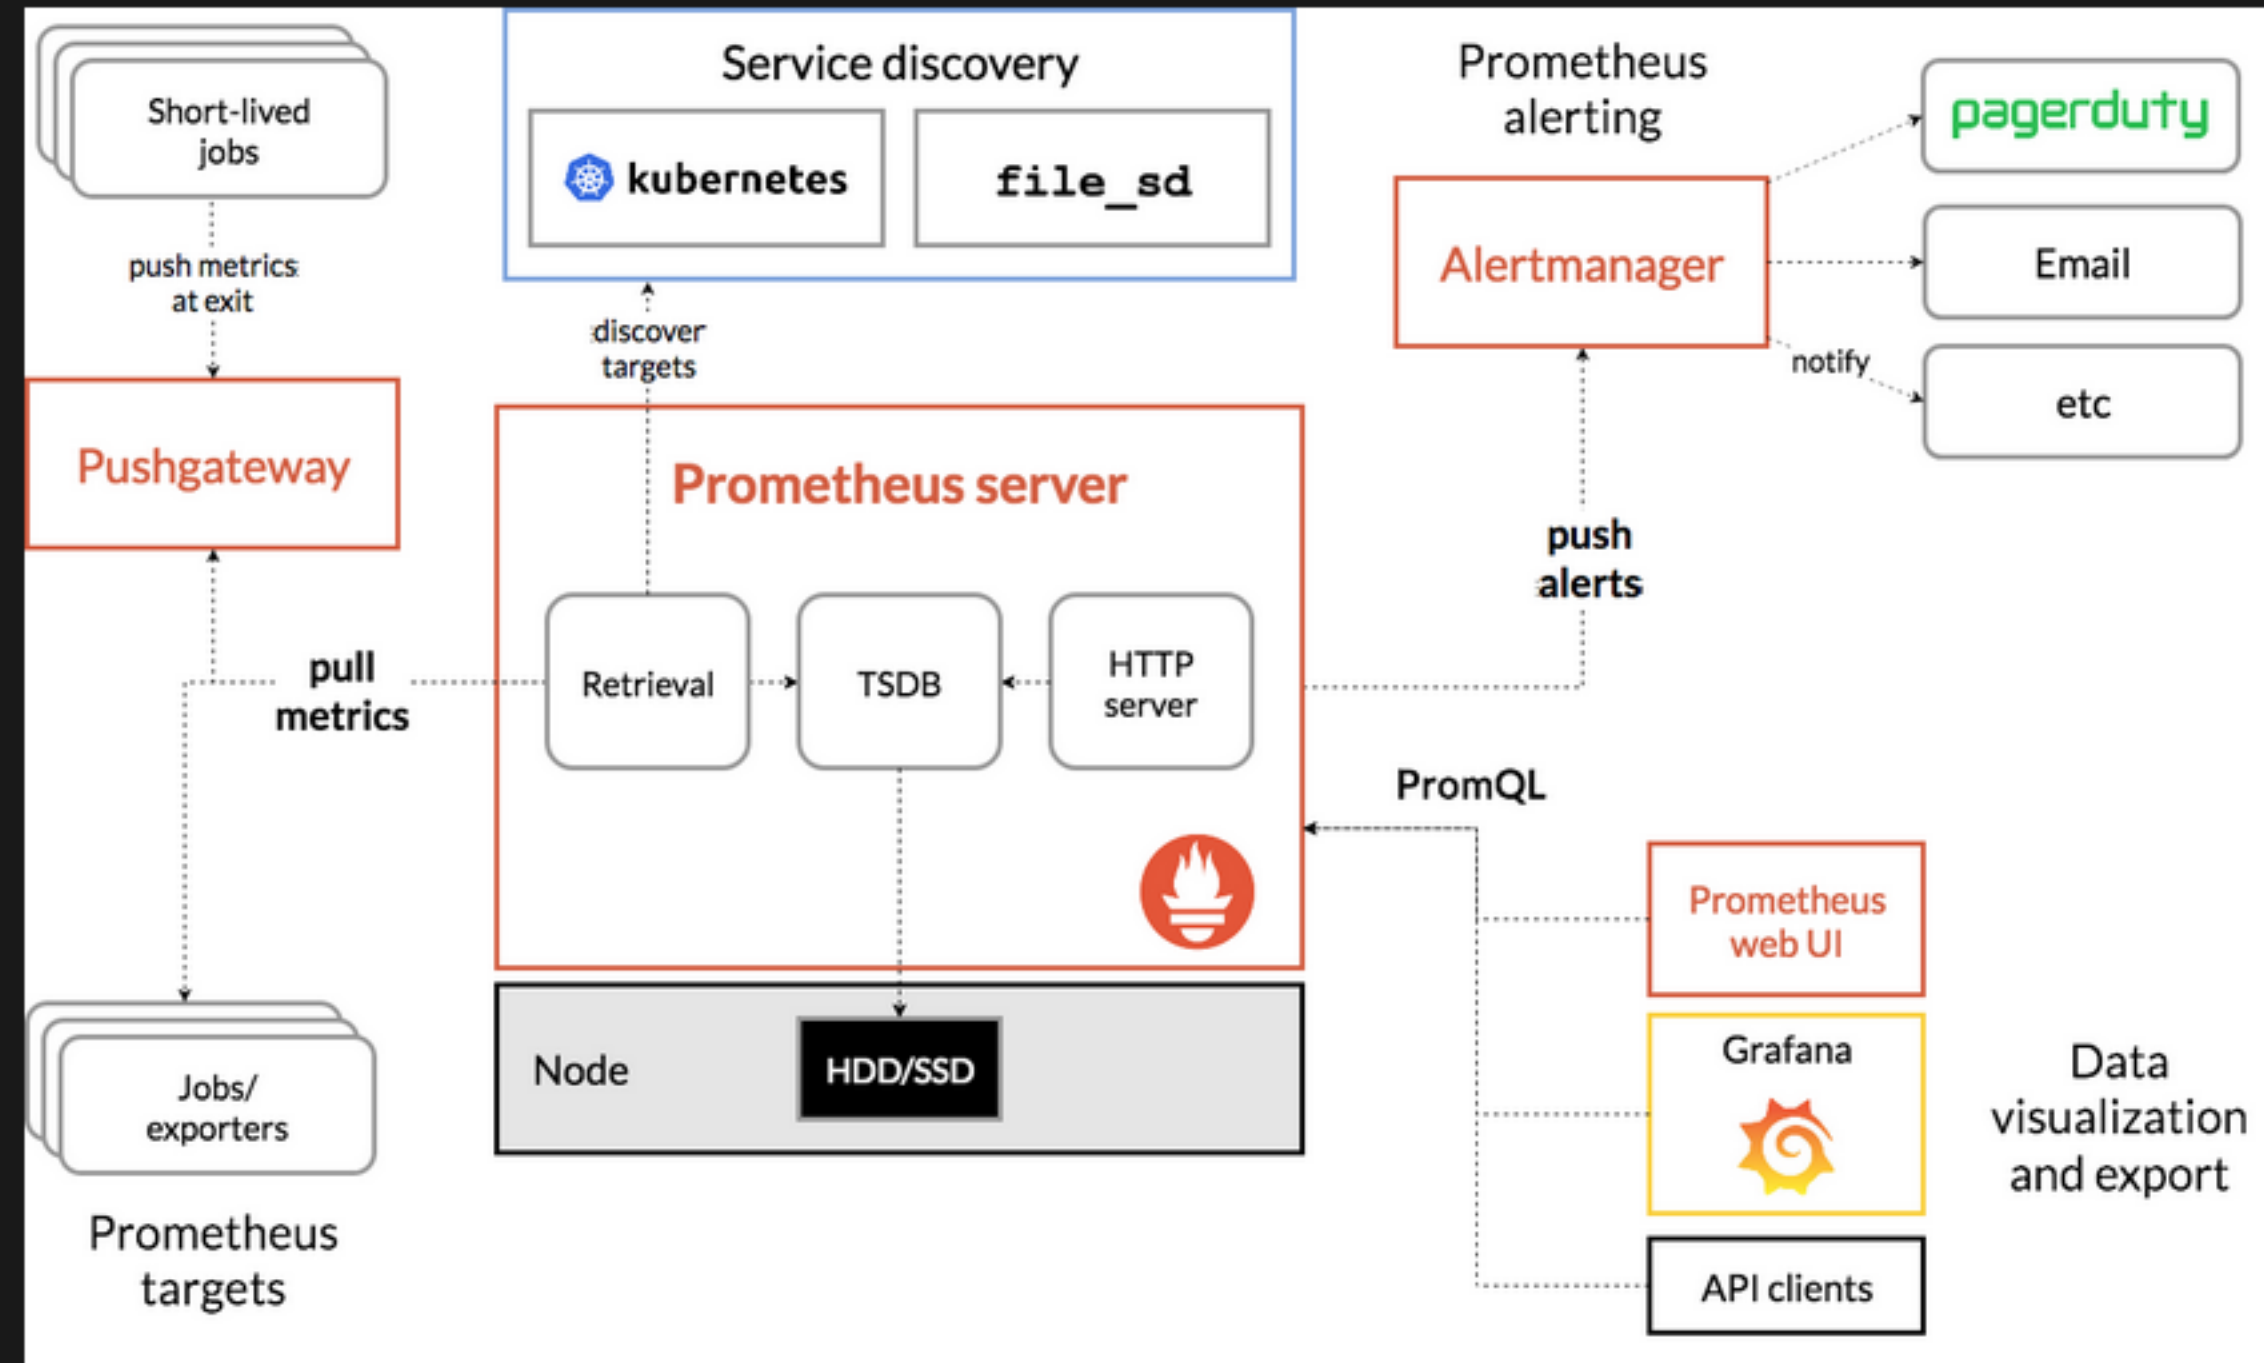 Short-lived
jobs
push metrics
at exit
Pushgateway
pull
metrics
Jobs/
exporters
Prometheus
targets
Service discovery
kubernetes
file_sd
discover
targets
Prometheus server
Retrieval
TSDB
HTTP
server
Node
HDD/SSD
Prometheus
alerting
Alertmanager
pagerduty
Email
notify
etc
push
alerts
PromQL
Prometheus
web UI
Grafana
API clients
Data
visualization
and export